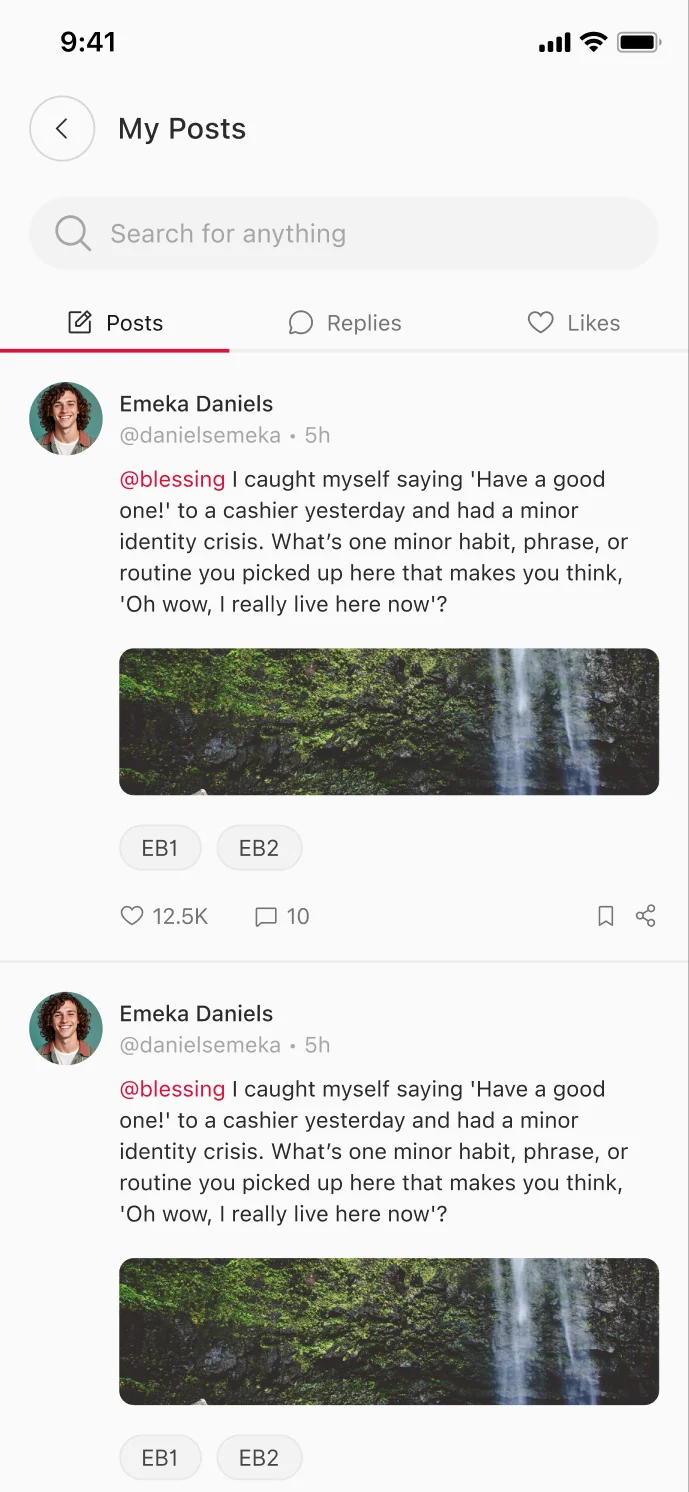 9:41
My Posts
Search for anything
Posts
Replies
Likes
Emeka Daniels
@danielsemeka • 5h
@blessing I caught myself saying 'Have a good
one!' to a cashier yesterday and had a minor
identity crisis. What’s one minor habit, phrase, or
routine you picked up here that makes you think,
'Oh wow, I really live here now'?
EB1
EB2
12.5K
10
Emeka Daniels
@danielsemeka • 5h
@blessing I caught myself saying 'Have a good
one!' to a cashier yesterday and had a minor
identity crisis. What’s one minor habit, phrase, or
routine you picked up here that makes you think,
'Oh wow, I really live here now'?
EB1
EB2